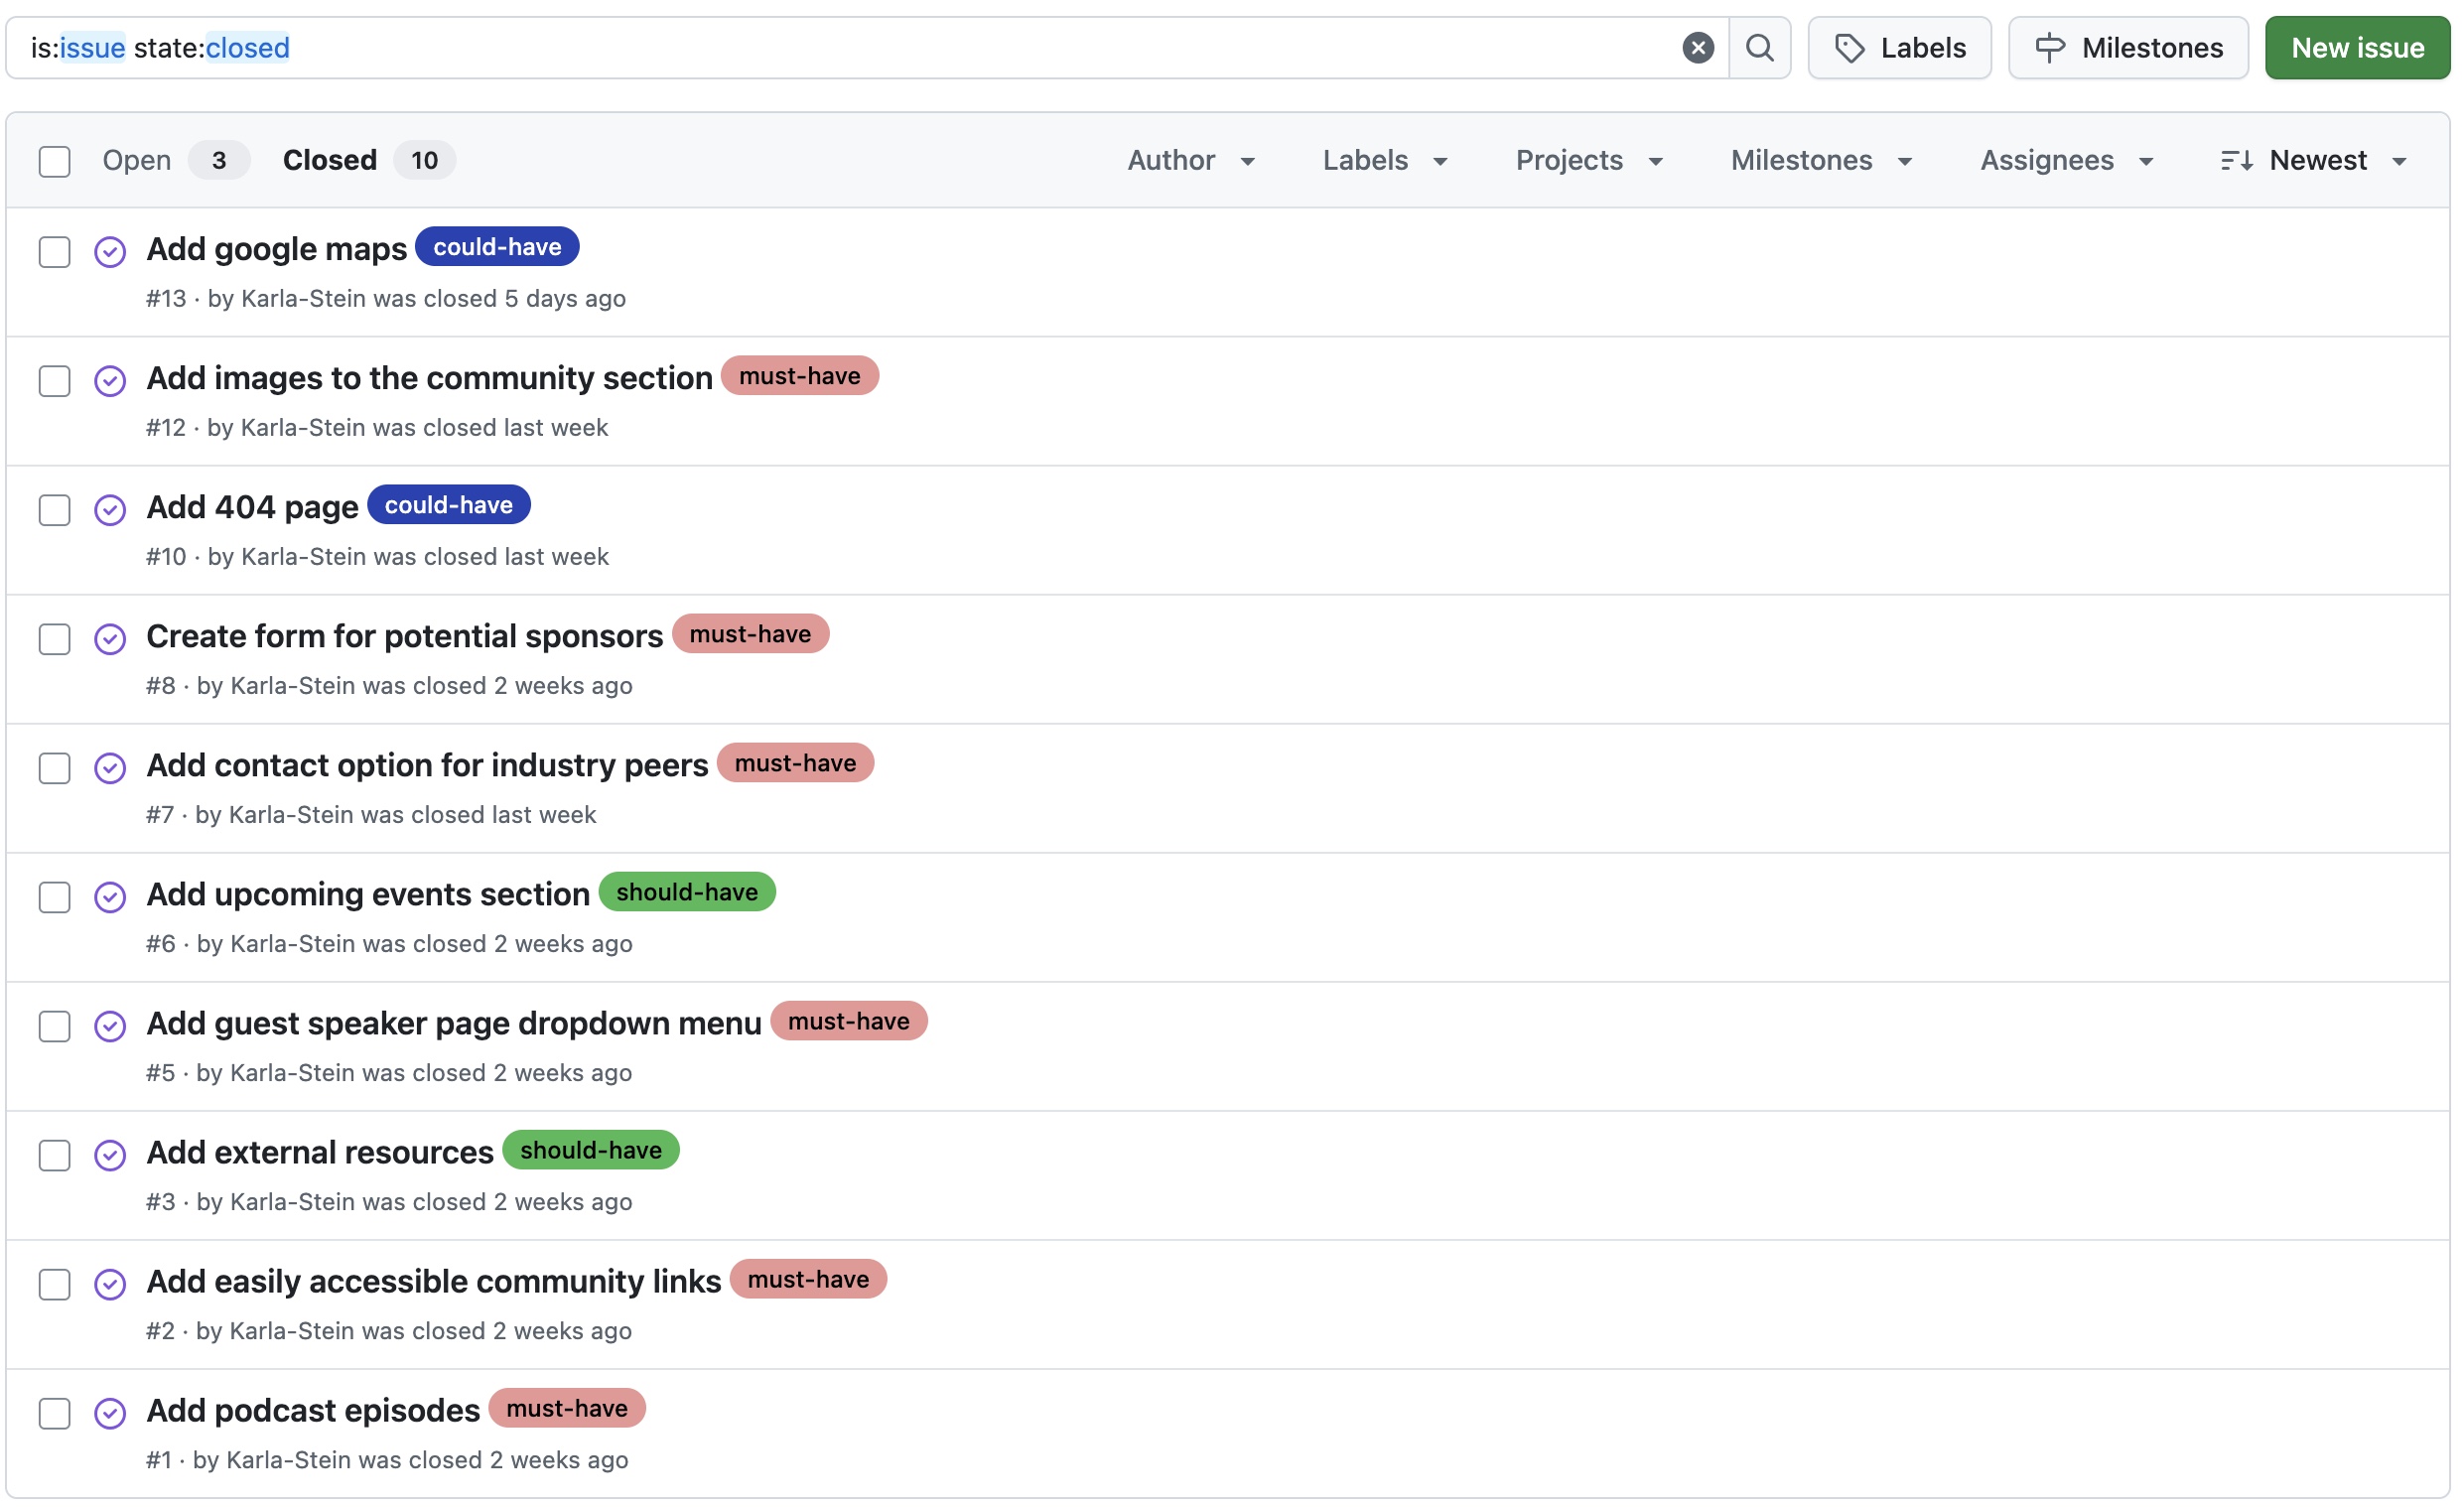 is:issue state:closed
Labels
Milestones
New issue
Open 3 Closed 10 Author Labels Projects Milestones Assignees Newest
Add google maps could-have
#13 · by Karla-Stein was closed 5 days ago
Add images to the community section must-have
#12 · by Karla-Stein was closed last week
Add 404 page could-have
#10 · by Karla-Stein was closed last week
Create form for potential sponsors must-have
#8 · by Karla-Stein was closed 2 weeks ago
Add contact option for industry peers must-have
#7 · by Karla-Stein was closed last week
Add upcoming events section should-have
#6 · by Karla-Stein was closed 2 weeks ago
Add guest speaker page dropdown menu must-have
#5 · by Karla-Stein was closed 2 weeks ago
Add external resources should-have
#3 · by Karla-Stein was closed 2 weeks ago
Add easily accessible community links must-have
#2 · by Karla-Stein was closed 2 weeks ago
Add podcast episodes must-have
#1 · by Karla-Stein was closed 2 weeks ago